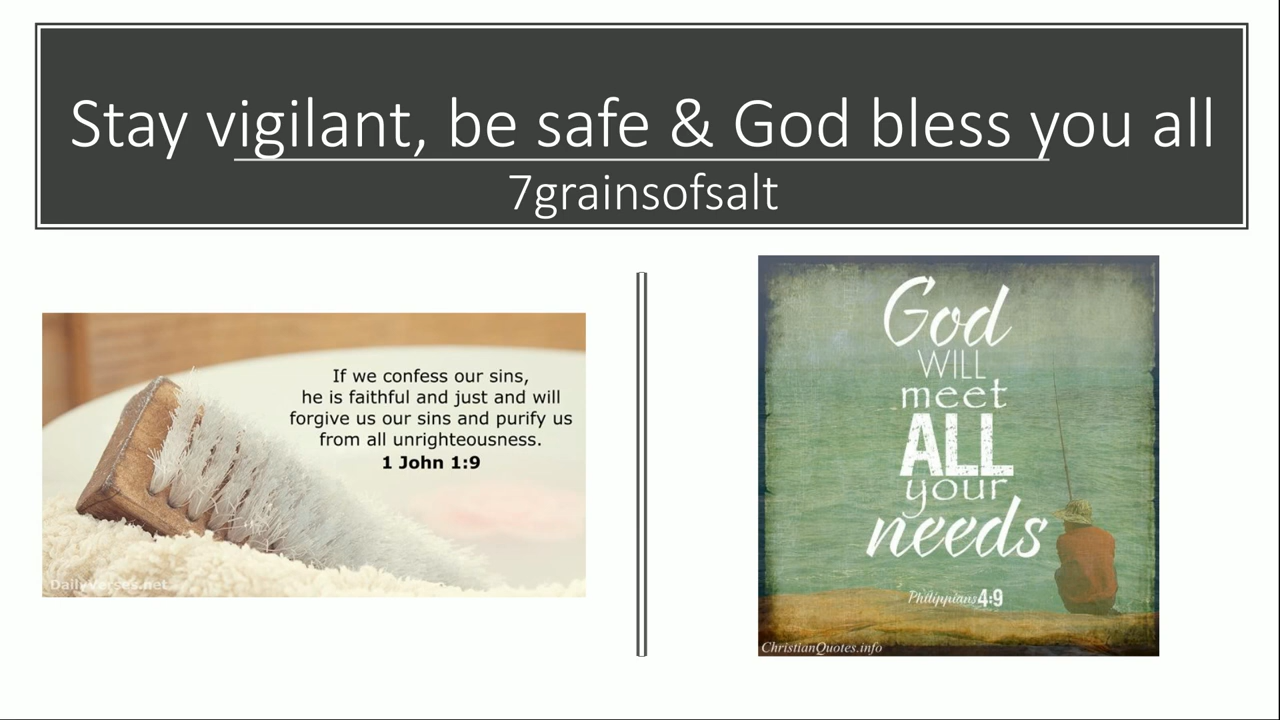 Stay vigilant, be safe & God bless you all
7grainsofsalt
If we confess our sins,
he is faithful and just and will
forgive us our sins and purify us
from all unrighteousness.
1 John 1:9
DailyVerses.net
God
WILL
meet
ALL
your
needs
Philippians 4:9
ChristianQuotes.info